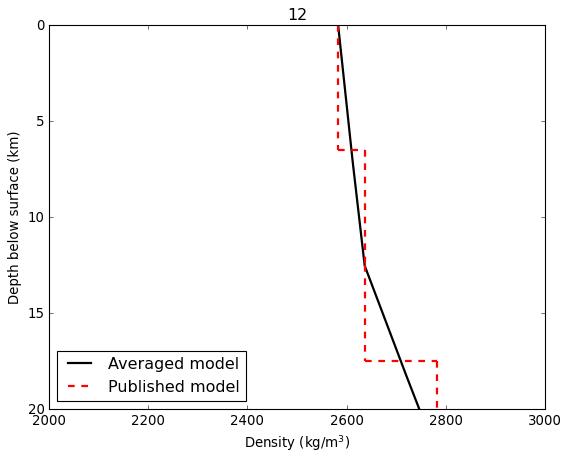 12
0
5
10
15
20
Depth below surface (km)
Averaged model
Published model
2000 2200 2400 2600 2800 3000
Density (kg/m³)